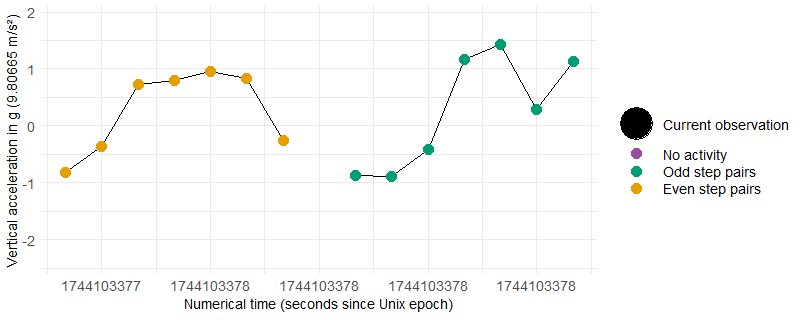 Vertical acceleration in g (9.80665 m/s²)
2
1
0
-1
-2
1744103377
1744103378
1744103378
1744103378
1744103378
Numerical time (seconds since Unix epoch)
Current observation
No activity
Odd step pairs
Even step pairs